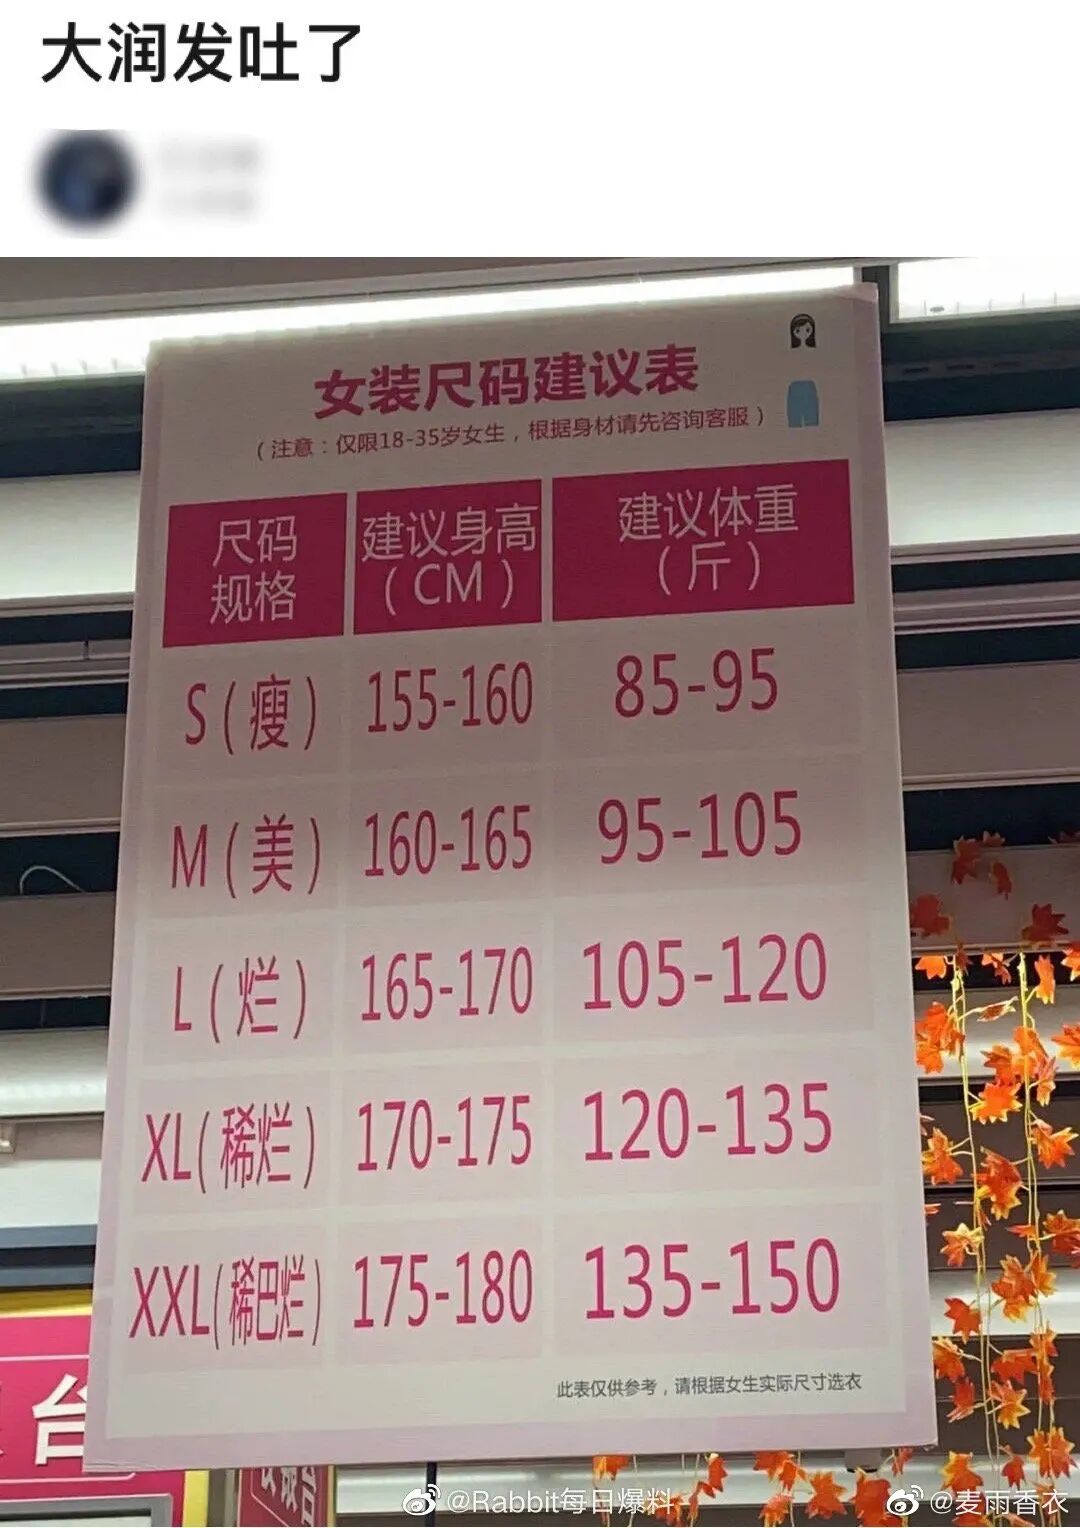 大润发吐了
女装尺码建议表
（注意：仅限18-35岁女生，根据身材请先咨询客服）
尺码
规格
建议身高
（CM）
建议体重
（斤）
S（瘦）
155-160
85-95
M（美）
160-165
95-105
L（烂）
165-170
105-120
XL（稀烂）
170-175
120-135
XXL（稀巴烂）
175-180
135-150
此表仅供参考，请根据女生实际尺寸选衣
台
@Rabbit每日爆料
@麦雨香衣